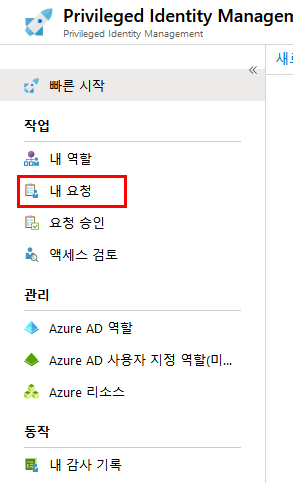 Privileged Identity Managem
Privileged Identity Management
«
새로
빠른 시작
작업
내 역할
내 요청
요청 승인
액세스 검토
관리
Azure AD 역할
Azure AD 사용자 지정 역할(미...
Azure 리소스
동작
내 감사 기록